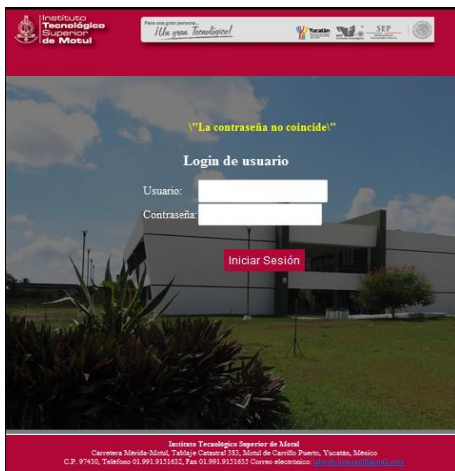 Instituto
Tecnológico
Superior
de Motul
Para una gran persona...
¡Un gran Tecnológico!
Yucatán
SEP
\"La contraseña no coincide\"
Login de usuario
Usuario:
Contraseña:
Iniciar Sesión
Instituto Tecnológico Superior de Motul
Carretera Mérida-Motul, Tablaje Catastral 383, Motul de Carrillo Puerto, Yucatán, México
C.P. 97430, Teléfono 01.991.9151632, Fax 01.991.9151635 Correo electrónico: